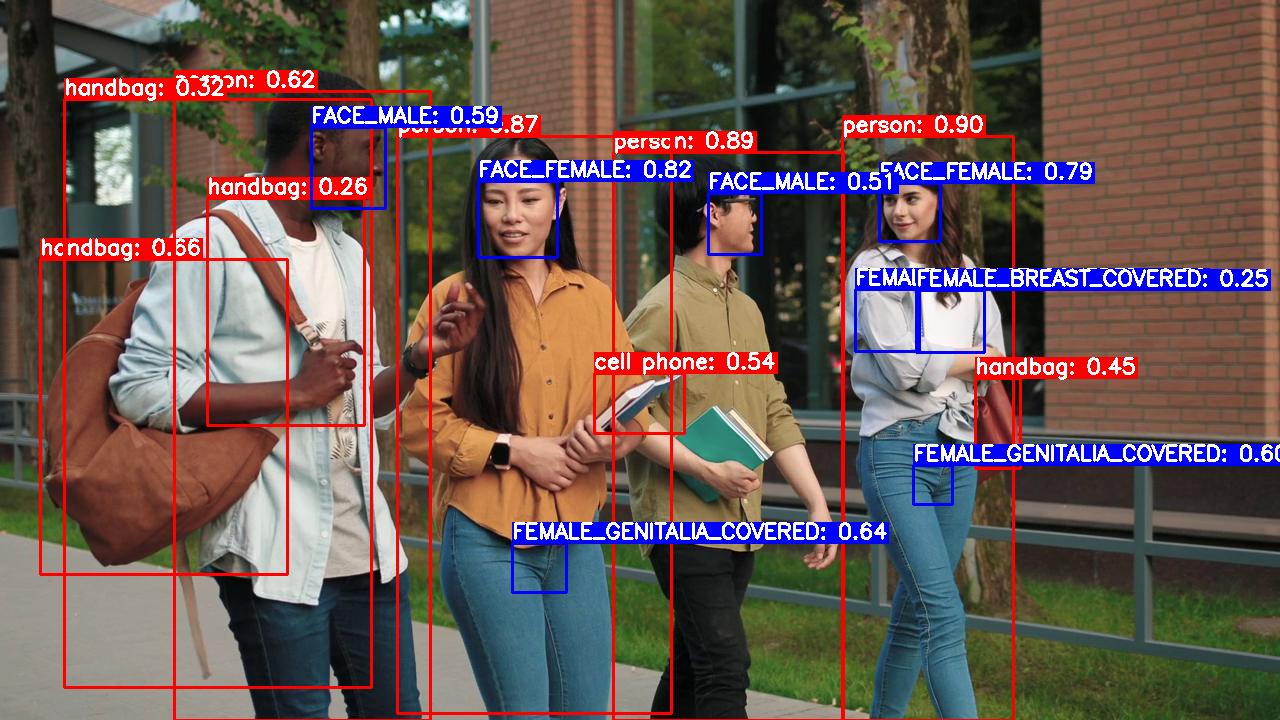 handbag: 0.32
person: 0.62
FACE_MALE: 0.59
person: 0.87
person: 0.89
person: 0.90
FACE_FEMALE: 0.82
FACE_MALE: 0.51
FACE_FEMALE: 0.79
handbag: 0.26
handbag: 0.66
FEMALE_BREAST_COVERED: 0.25
cell phone: 0.54
handbag: 0.45
FEMALE_GENITALIA_COVERED: 0.60
FEMALE_GENITALIA_COVERED: 0.64